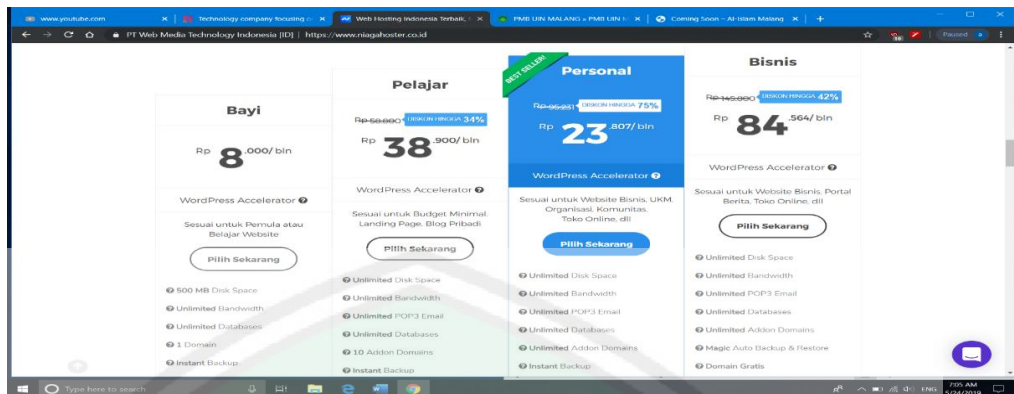 www.youtube.com
Technology company focusing o
Web Hosting Indonesia Terbaik,
PMB UIN MALANG » PMB UIN
Coming Soon – Al-Islam Malang
PT Web Media Technology Indonesia [ID] | https://www.niagahoster.co.id
Paused
Bayi
Rp 8.000/ bln
WordPress Accelerator
Sesuai untuk Pemula atau
Belajar Website
Pilih Sekarang
500 MB Disk Space
Unlimited Bandwidth
Unlimited Databases
1 Domain
Instant Backup
Pelajar
DISKON HINGGA 34%
Rp 38.900/ bln
WordPress Accelerator
Sesuai untuk Budget Minimal,
Landing Page, Blog Pribadi
Pilih Sekarang
Unlimited Disk Space
Unlimited Bandwidth
Unlimited POP3 Email
Unlimited Databases
10 Addon Domains
Instant Backup
BEST SELLER!
Personal
DISKON HINGGA 75%
Rp 23.807/ bln
WordPress Accelerator
Sesuai untuk Website Bisnis, UKM,
Organisasi, Komunitas,
Toko Online, dll
Pilih Sekarang
Unlimited Disk Space
Unlimited Bandwidth
Unlimited POP3 Email
Unlimited Databases
Unlimited Addon Domains
Instant Backup
Bisnis
Rp 145.800 DISKON HINGGA 42%
Rp 84.564/ bln
WordPress Accelerator
Sesuai untuk Website Bisnis, Portal
Berita, Toko Online, dll
Pilih Sekarang
Unlimited Disk Space
Unlimited Bandwidth
Unlimited POP3 Email
Unlimited Databases
Unlimited Addon Domains
Magic Auto Backup & Restore
Domain Gratis
Type here to search
ENG
7:05 AM
5/24/2019